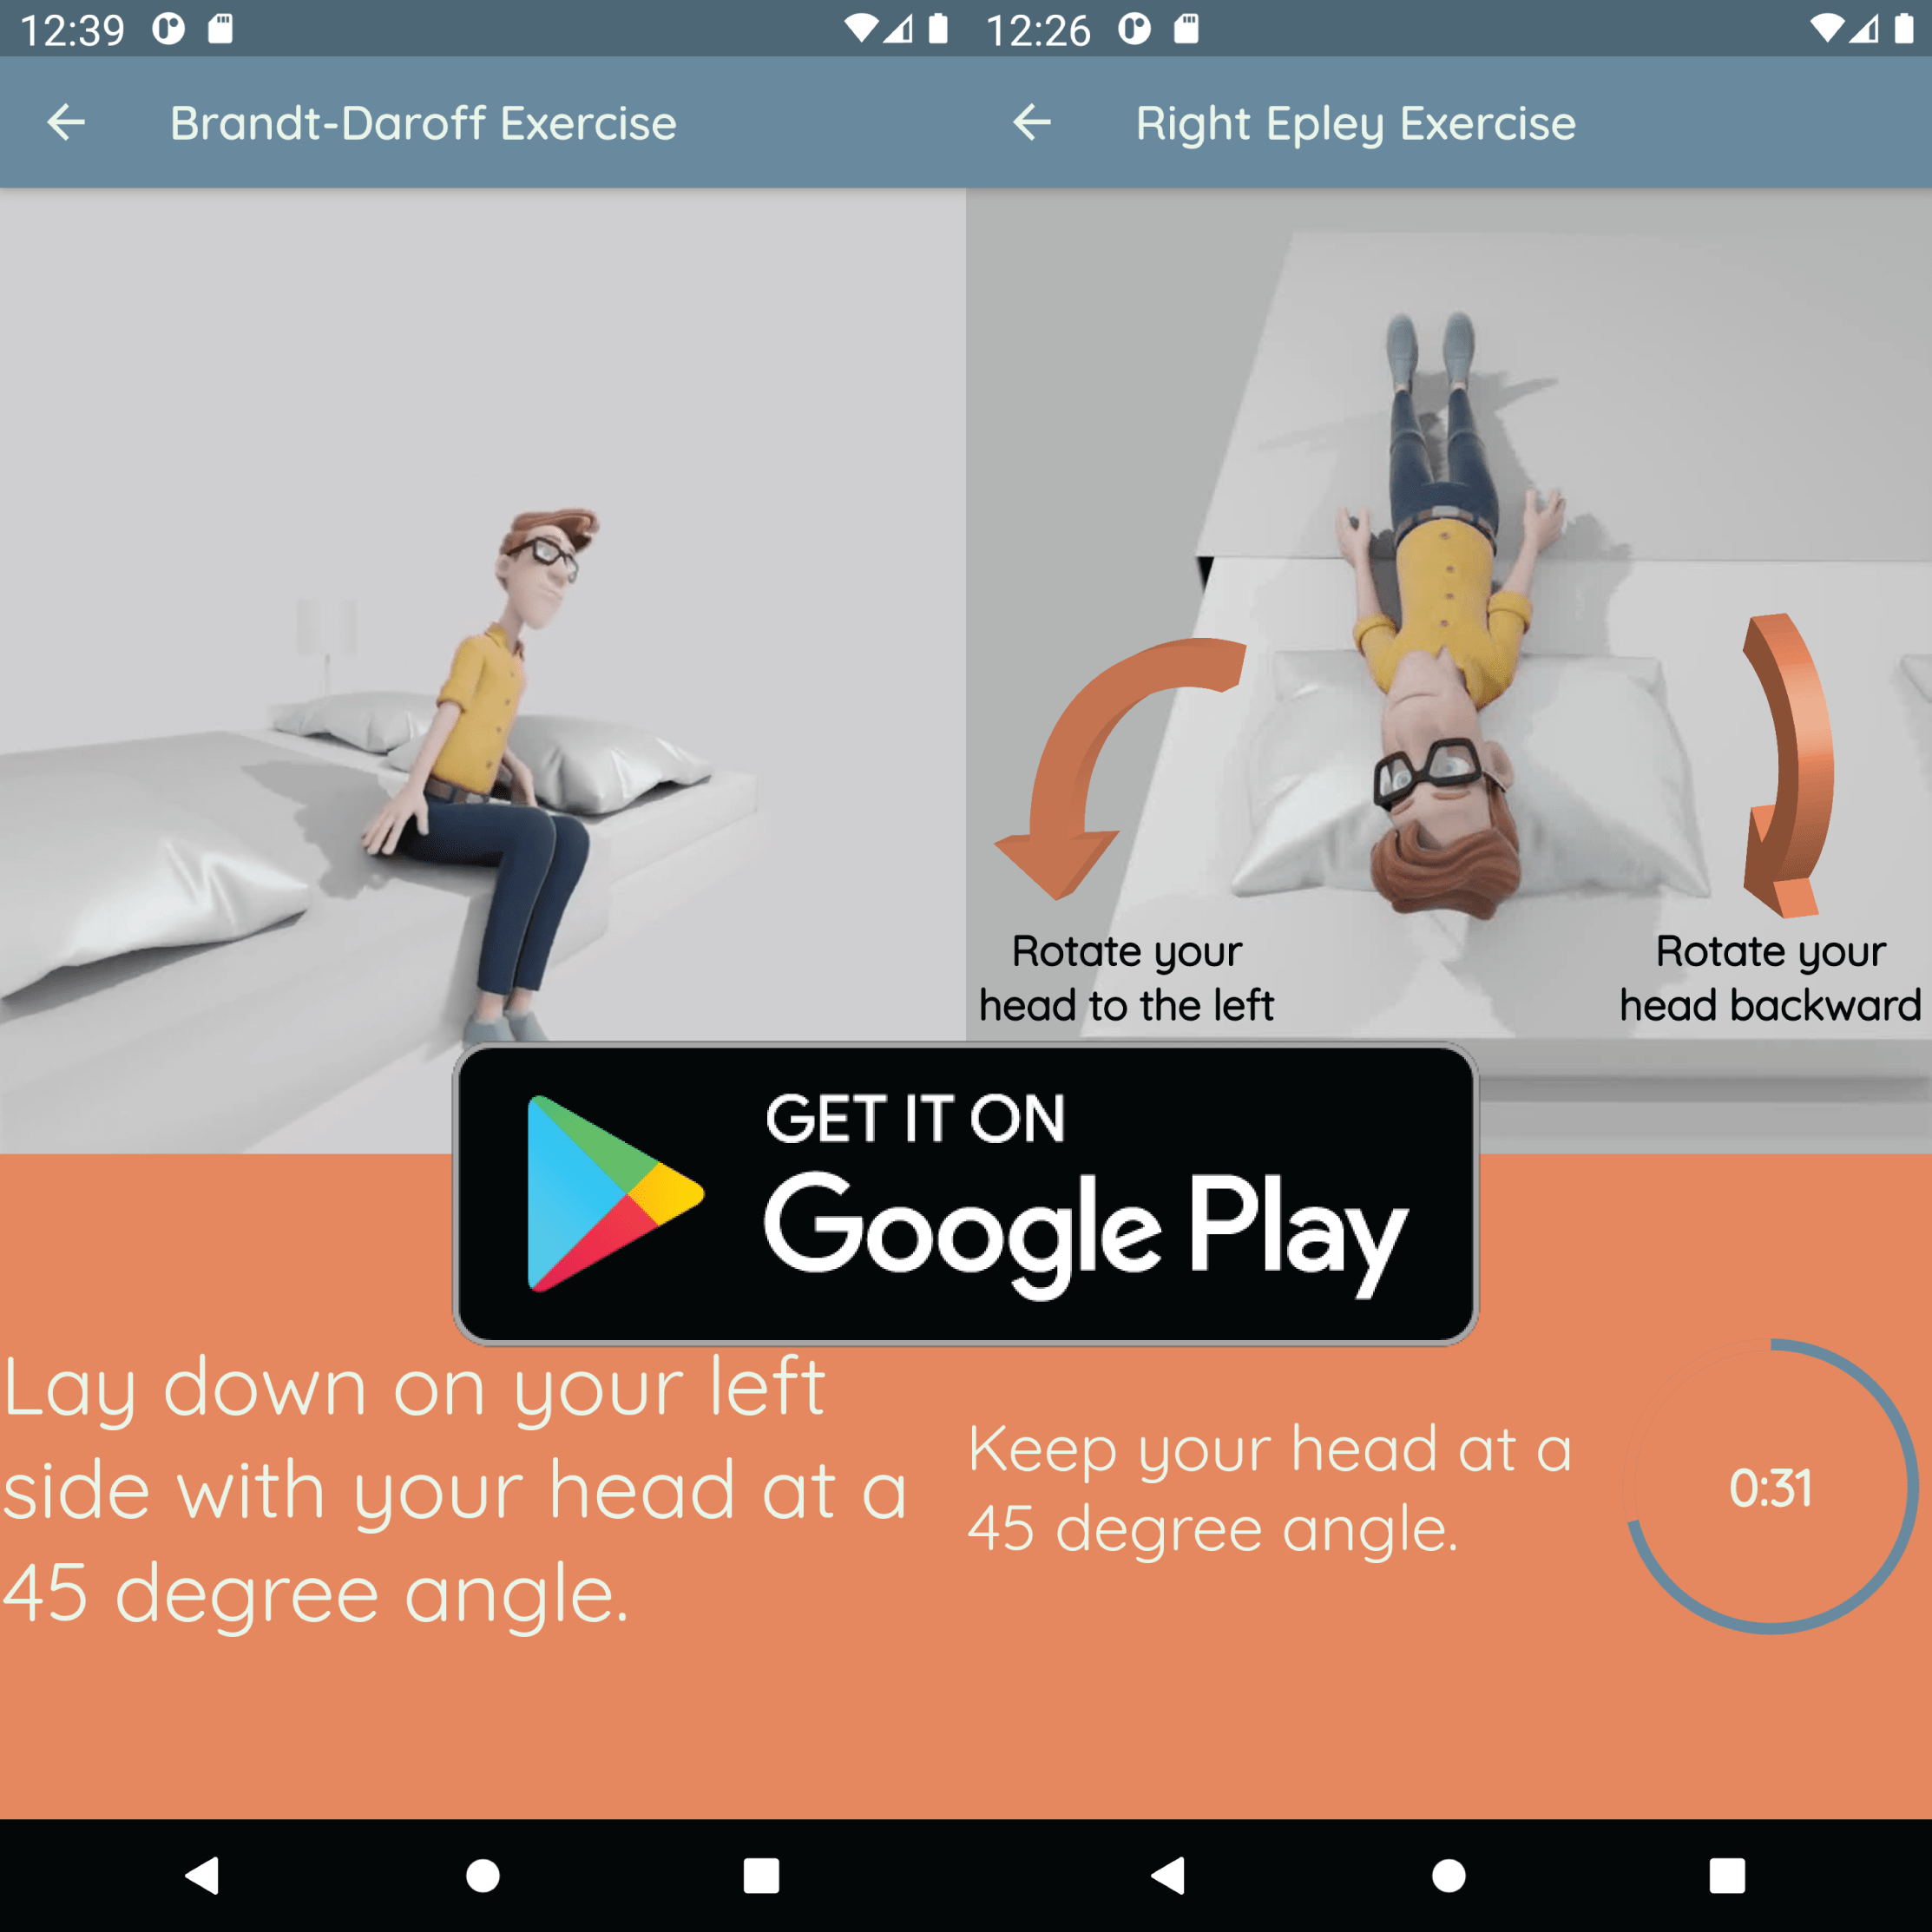 12:39
Brandt-Daroff Exercise
12:26
Right Epley Exercise
Rotate your
head to the left
Rotate your
head backward
GET IT ON
Google Play
Lay down on your left
side with your head at a
45 degree angle.
Keep your head at a
45 degree angle.
0:31